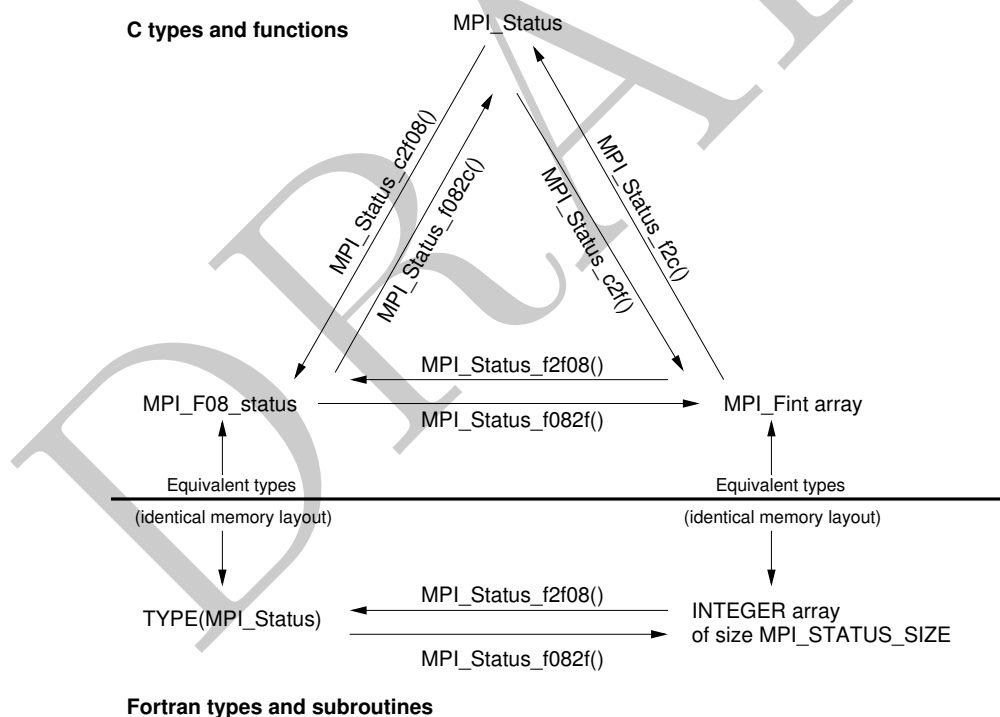 C types and functions
MPI_Status
MPI_Status_c2f08()
MPI_Status_f082c()
MPI_Status_c2f()
MPI_Status_f2c()
MPI_Status_f2f08()
MPI_F08_status
MPI_Fint array
MPI_Status_f082f()
Equivalent types
Equivalent types
(identical memory layout)
(identical memory layout)
MPI_Status_f2f08()
TYPE(MPI_Status)
INTEGER array
of size MPI_STATUS_SIZE
MPI_Status_f082f()
Fortran types and subroutines
DRA